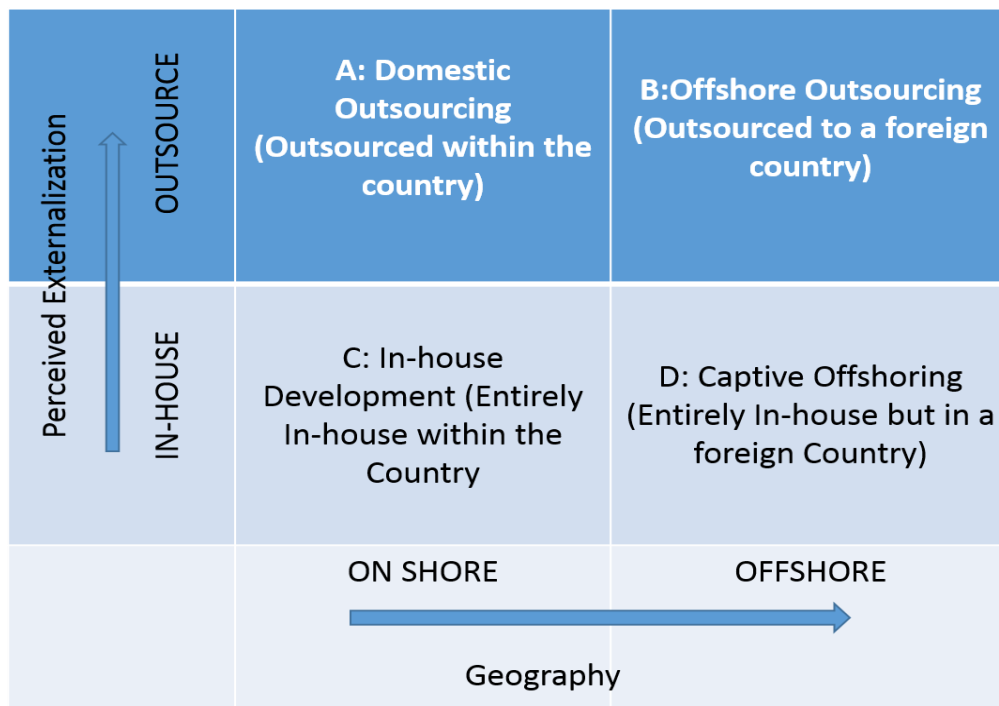 Perceived Externalization
OUTSOURCE
A: Domestic
Outsourcing
(Outsourced within the
country)
B:Offshore Outsourcing
(Outsourced to a foreign
country)
IN-HOUSE
C: In-house
Development (Entirely
In-house within the
Country
D: Captive Offshoring
(Entirely In-house but in a
foreign Country)
ON SHORE
OFFSHORE
Geography